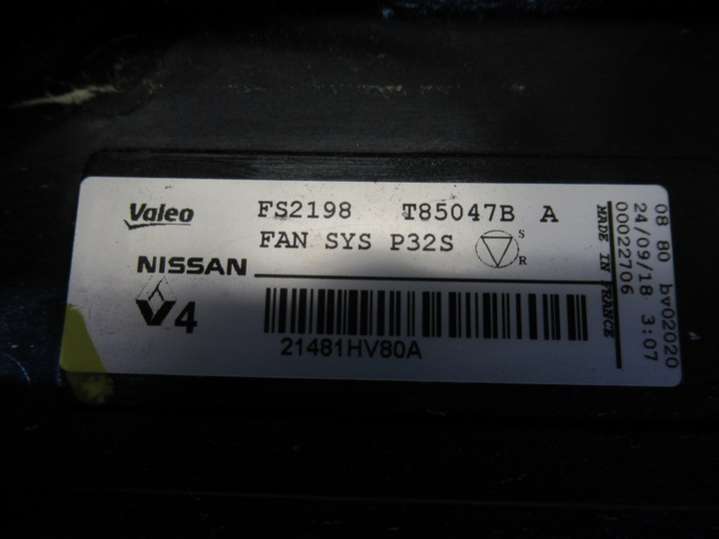 Valeo FS2198 T85047B A
FAN SYS P32S S R
NISSAN
V4
21481HV80A
08 80 bv02020
24/09/18 3:07
00022706
MADE IN FRANCE